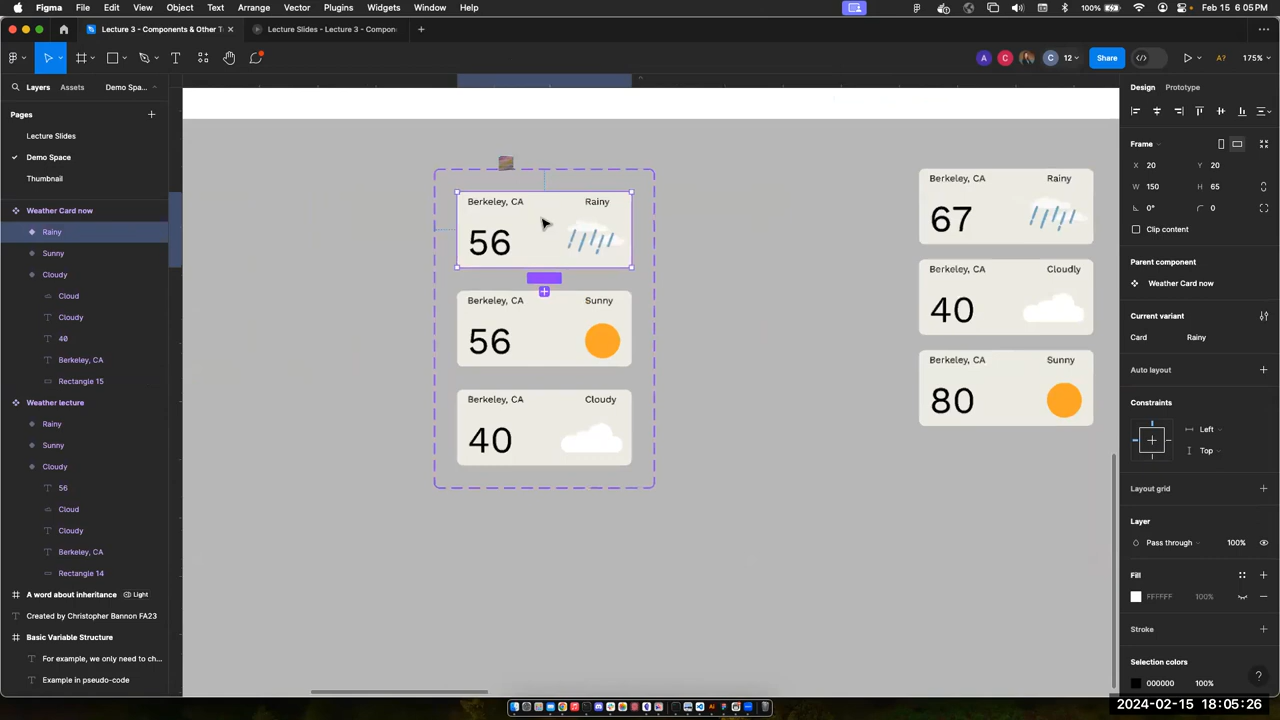 Figma File Edit View Object Text Arrange Vector Plugins Widgets Window Help 100% Feb 15 6:05 PM
Lecture 3 - Components & Other T Lecture Slides - Lecture 3 - Compon
A C C 12 Share A? 175%
Layers Assets Demo Spa... Design Prototype
Pages
Lecture Slides
Demo Space
Thumbnail
Weather Card now
Rainy
Sunny
Cloudy
Cloud
Cloudy
40
Berkeley, CA
Rectangle 15
Weather lecture
Rainy
Sunny
Cloudy
56
Cloud
Cloudy
Berkeley, CA
Rectangle 14
A word about inheritance Light
Created by Christopher Bannon FA23
Basic Variable Structure
For example, we only need to ch...
Example in pseudo-code
Berkeley, CA Rainy
56
Berkeley, CA Sunny
56
Berkeley, CA Cloudy
40
Berkeley, CA Rainy
67
Berkeley, CA Cloudly
40
Berkeley, CA Sunny
80
Frame
X 20 Y 20
W 150 H 65
0° 0
Clip content
Parent component
Weather Card now
Current variant
Card Rainy
Auto layout
Constraints
Left
Top
Layout grid
Layer
Pass through 100%
Fill
FFFFFF 100%
Stroke
Selection colors
000000 100%
?
2024-02-15 18:05:26